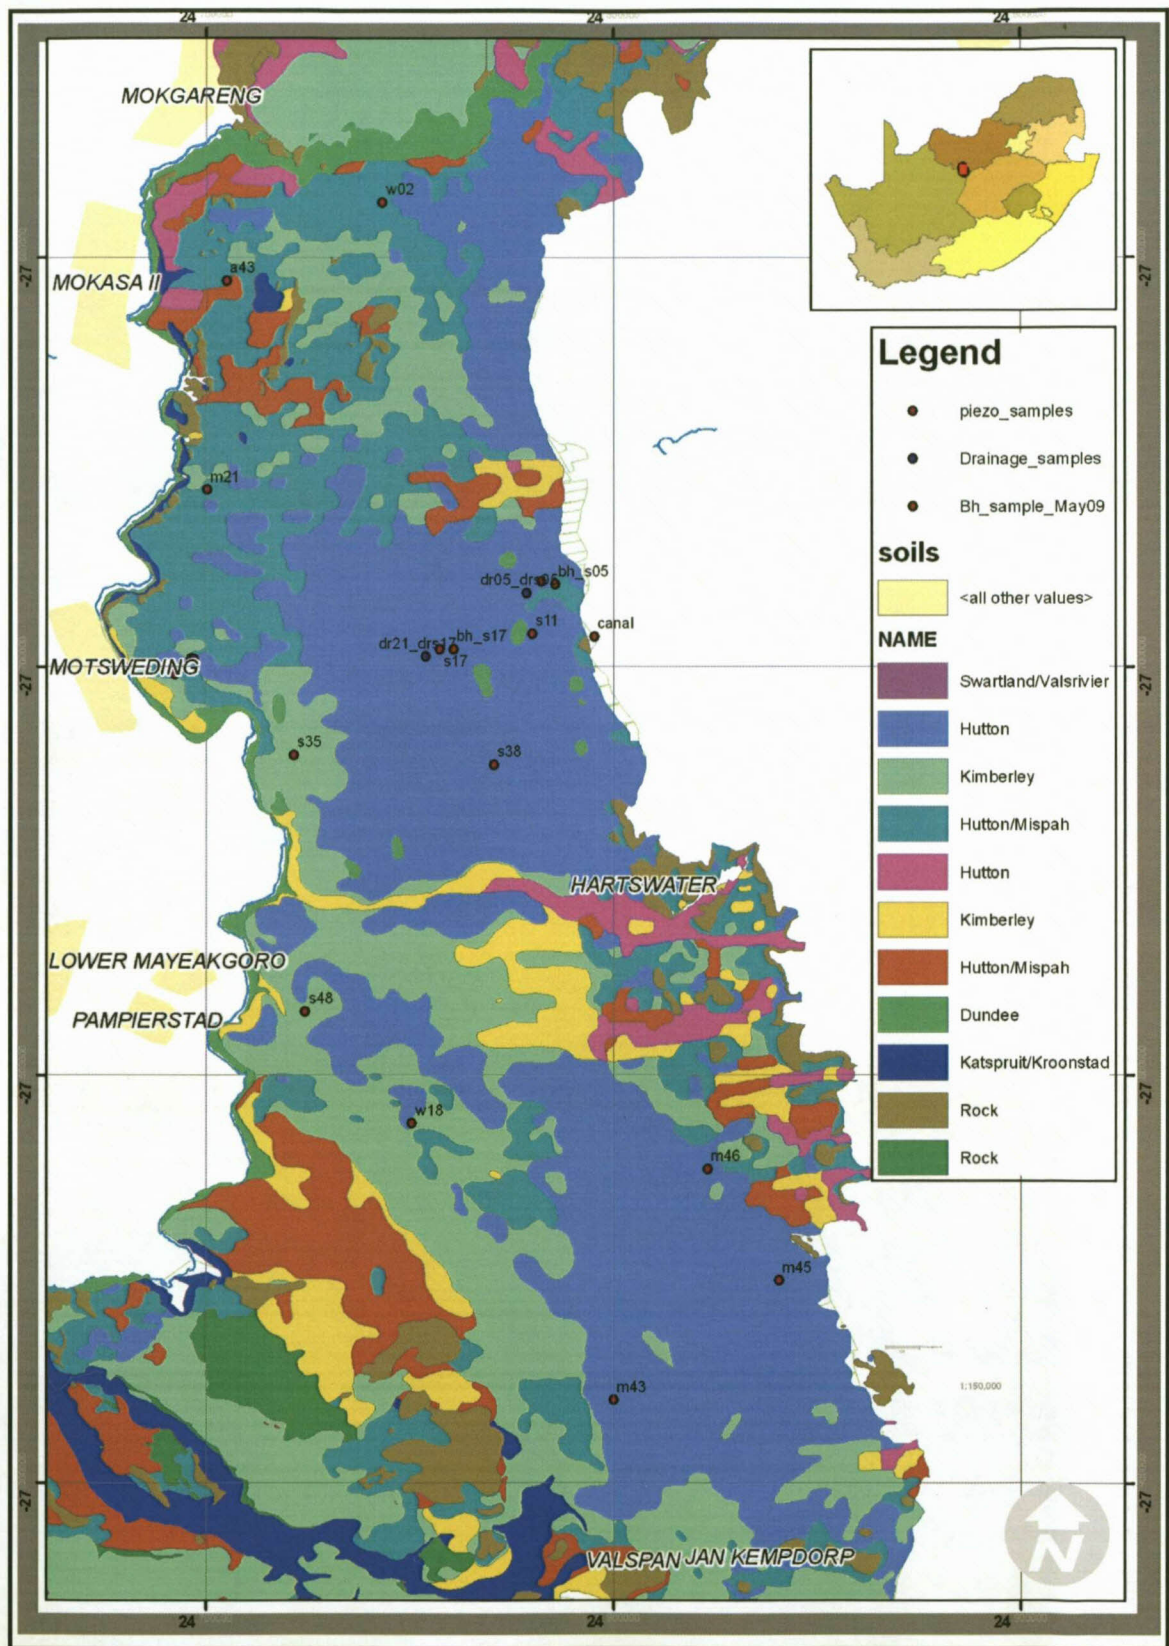 24
24
24
MOKGARENG
w02
-27
-27
MOKASA II
a43
Legend
piezo_samples
Drainage_samples
Bh_sample_May09
soils
<all other values>
NAME
Swartland/Valsrivier
Hutton
Kimberley
Hutton/Mispah
Hutton
Kimberley
Hutton/Mispah
Dundee
Katspruit/Kroonstad
Rock
Rock
m21
bh_s05
s11
canal
bh_s17
s17
MOTSWEDING
-27
-27
s35
s38
HARTSWATER
LOWER MAYEAKGORO
s48
PAMPIERSTAD
-27
-27
w18
m46
m45
1:150,000
m43
-27
-27
N
VALSPAN
JAN KEMPDORP
24
24
24